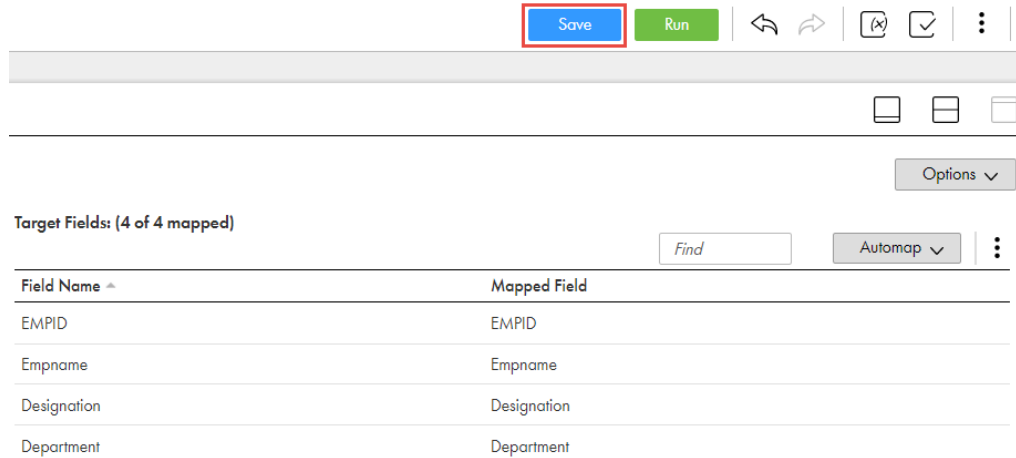 Save Run (x)
Options
Target Fields: (4 of 4 mapped)
Find Automap
Field Name Mapped Field
EMPID EMPID
Empname Empname
Designation Designation
Department Department